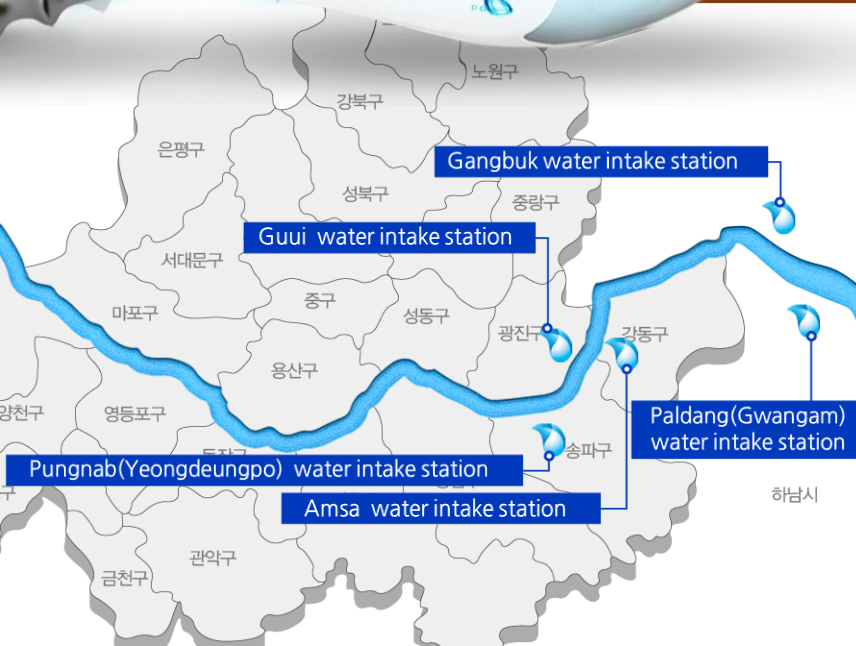 노원구
강북구
은평구
Gangbuk water intake station
성북구
중랑구
Guui water intake station
서대문구
마포구
중구
성동구
광진구
강동구
용산구
양천구
영등포구
Paldang(Gwangam)
water intake station
송파구
Pungnab(Yeongdeungpo) water intake station
하남시
Amsa water intake station
관악구
금천구